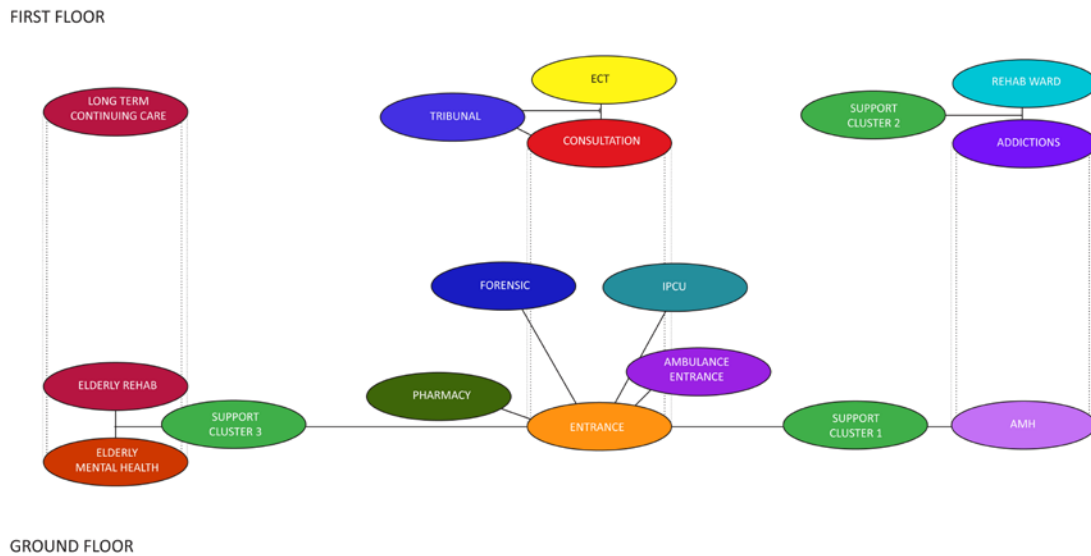 FIRST FLOOR
ECT
REHAB WARD
LONG TERM
CONTINUING CARE
TRIBUNAL
SUPPORT
CLUSTER 2
CONSULTATION
ADDICTIONS
FORENSIC
IPCU
AMBULANCE
ENTRANCE
ELDERLY REHAB
PHARMACY
SUPPORT
CLUSTER 3
ENTRANCE
SUPPORT
CLUSTER 1
AMH
ELDERLY
MENTAL HEALTH
GROUND FLOOR